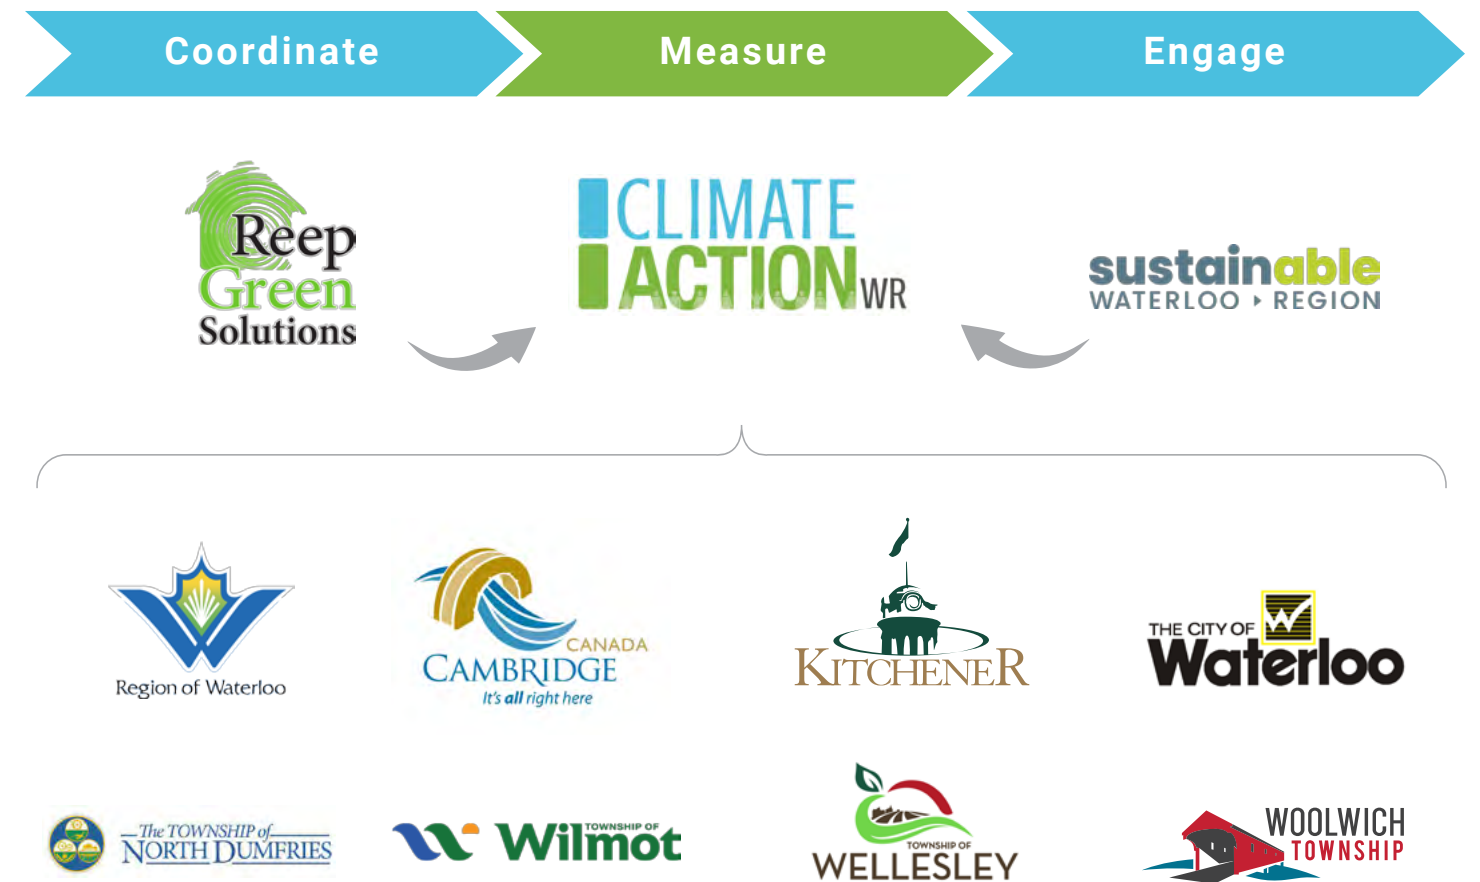 Coordinate
Measure
Engage
Reep
Green
Solutions
CLIMATE
ACTION WR
sustainable
WATERLOO REGION
Region of Waterloo
CANADA
CAMBRIDGE
It's all right here
KITCHENER
THE CITY OF
Waterloo
The TOWNSHIP of
NORTH DUMFRIES
TOWNSHIP OF
Wilmot
TOWNSHIP OF
WELLESLEY
WOOLWICH
TOWNSHIP